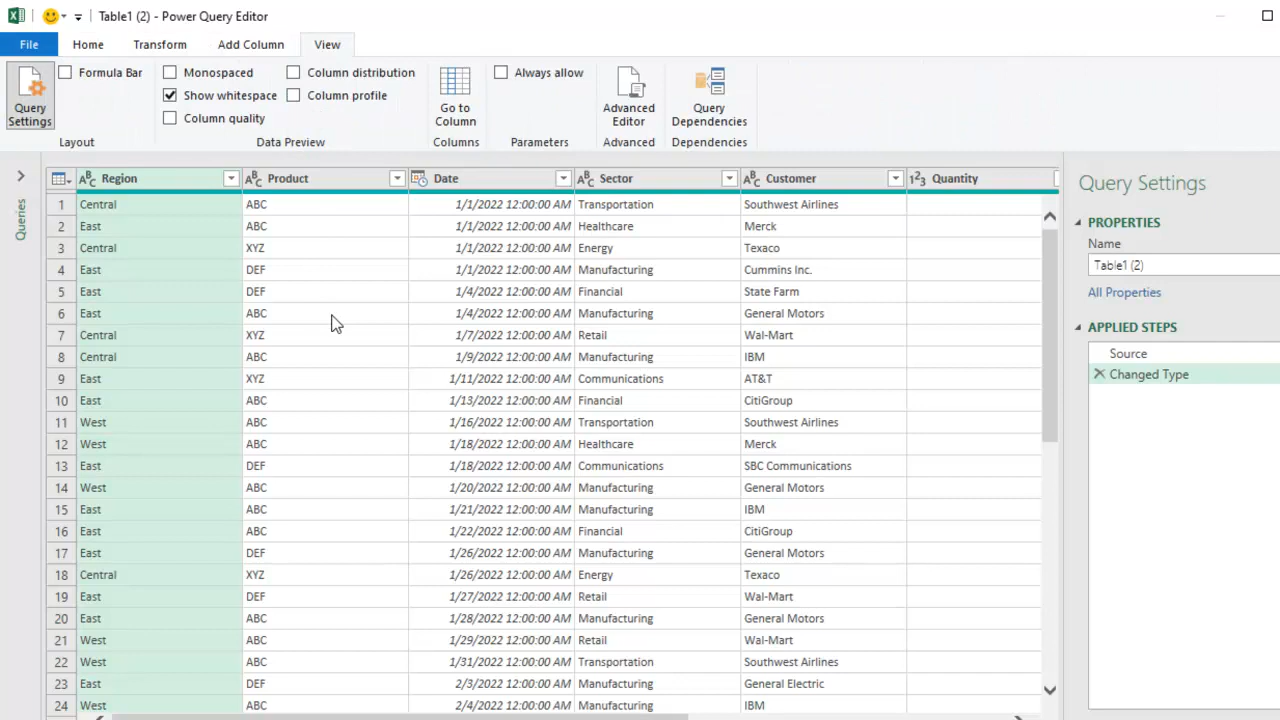 Table1 (2) - Power Query Editor
File Home Transform Add Column View
Formula Bar Monospaced Column distribution Always allow
Show whitespace Column profile
Column quality
Query Settings Go to Column Advanced Editor Query Dependencies
Layout Data Preview Columns Parameters Advanced Dependencies
Queries
Region Product Date Sector Customer Quantity
1 Central ABC 1/1/2022 12:00:00 AM Transportation Southwest Airlines
2 East ABC 1/1/2022 12:00:00 AM Healthcare Merck
3 Central XYZ 1/1/2022 12:00:00 AM Energy Texaco
4 East DEF 1/1/2022 12:00:00 AM Manufacturing Cummins Inc.
5 East DEF 1/4/2022 12:00:00 AM Financial State Farm
6 East ABC 1/4/2022 12:00:00 AM Manufacturing General Motors
7 Central XYZ 1/7/2022 12:00:00 AM Retail Wal-Mart
8 Central ABC 1/9/2022 12:00:00 AM Manufacturing IBM
9 East XYZ 1/11/2022 12:00:00 AM Communications AT&T
10 East ABC 1/13/2022 12:00:00 AM Financial CitiGroup
11 West ABC 1/16/2022 12:00:00 AM Transportation Southwest Airlines
12 West ABC 1/18/2022 12:00:00 AM Healthcare Merck
13 East DEF 1/18/2022 12:00:00 AM Communications SBC Communications
14 West ABC 1/20/2022 12:00:00 AM Manufacturing General Motors
15 East ABC 1/21/2022 12:00:00 AM Manufacturing IBM
16 East ABC 1/22/2022 12:00:00 AM Financial CitiGroup
17 East DEF 1/26/2022 12:00:00 AM Manufacturing General Motors
18 Central XYZ 1/26/2022 12:00:00 AM Energy Texaco
19 East DEF 1/27/2022 12:00:00 AM Retail Wal-Mart
20 East ABC 1/28/2022 12:00:00 AM Manufacturing General Motors
21 West ABC 1/29/2022 12:00:00 AM Retail Wal-Mart
22 West ABC 1/31/2022 12:00:00 AM Transportation Southwest Airlines
23 East DEF 2/3/2022 12:00:00 AM Manufacturing General Electric
24 West ABC 2/4/2022 12:00:00 AM Manufacturing IBM
Query Settings
PROPERTIES
Name
Table1 (2)
All Properties
APPLIED STEPS
Source
Changed Type